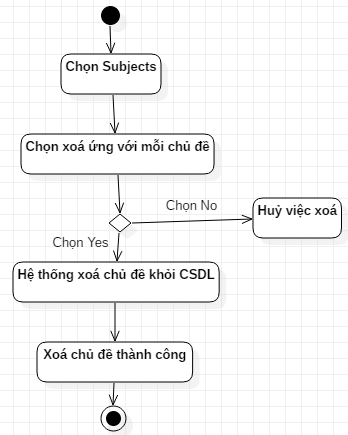 Chọn Subjects
Chọn xoá ứng với mỗi chủ đề
Chọn No
Huỷ việc xoá
Chọn Yes
Hệ thống xoá chủ đề khỏi CSDL
Xoá chủ đề thành công